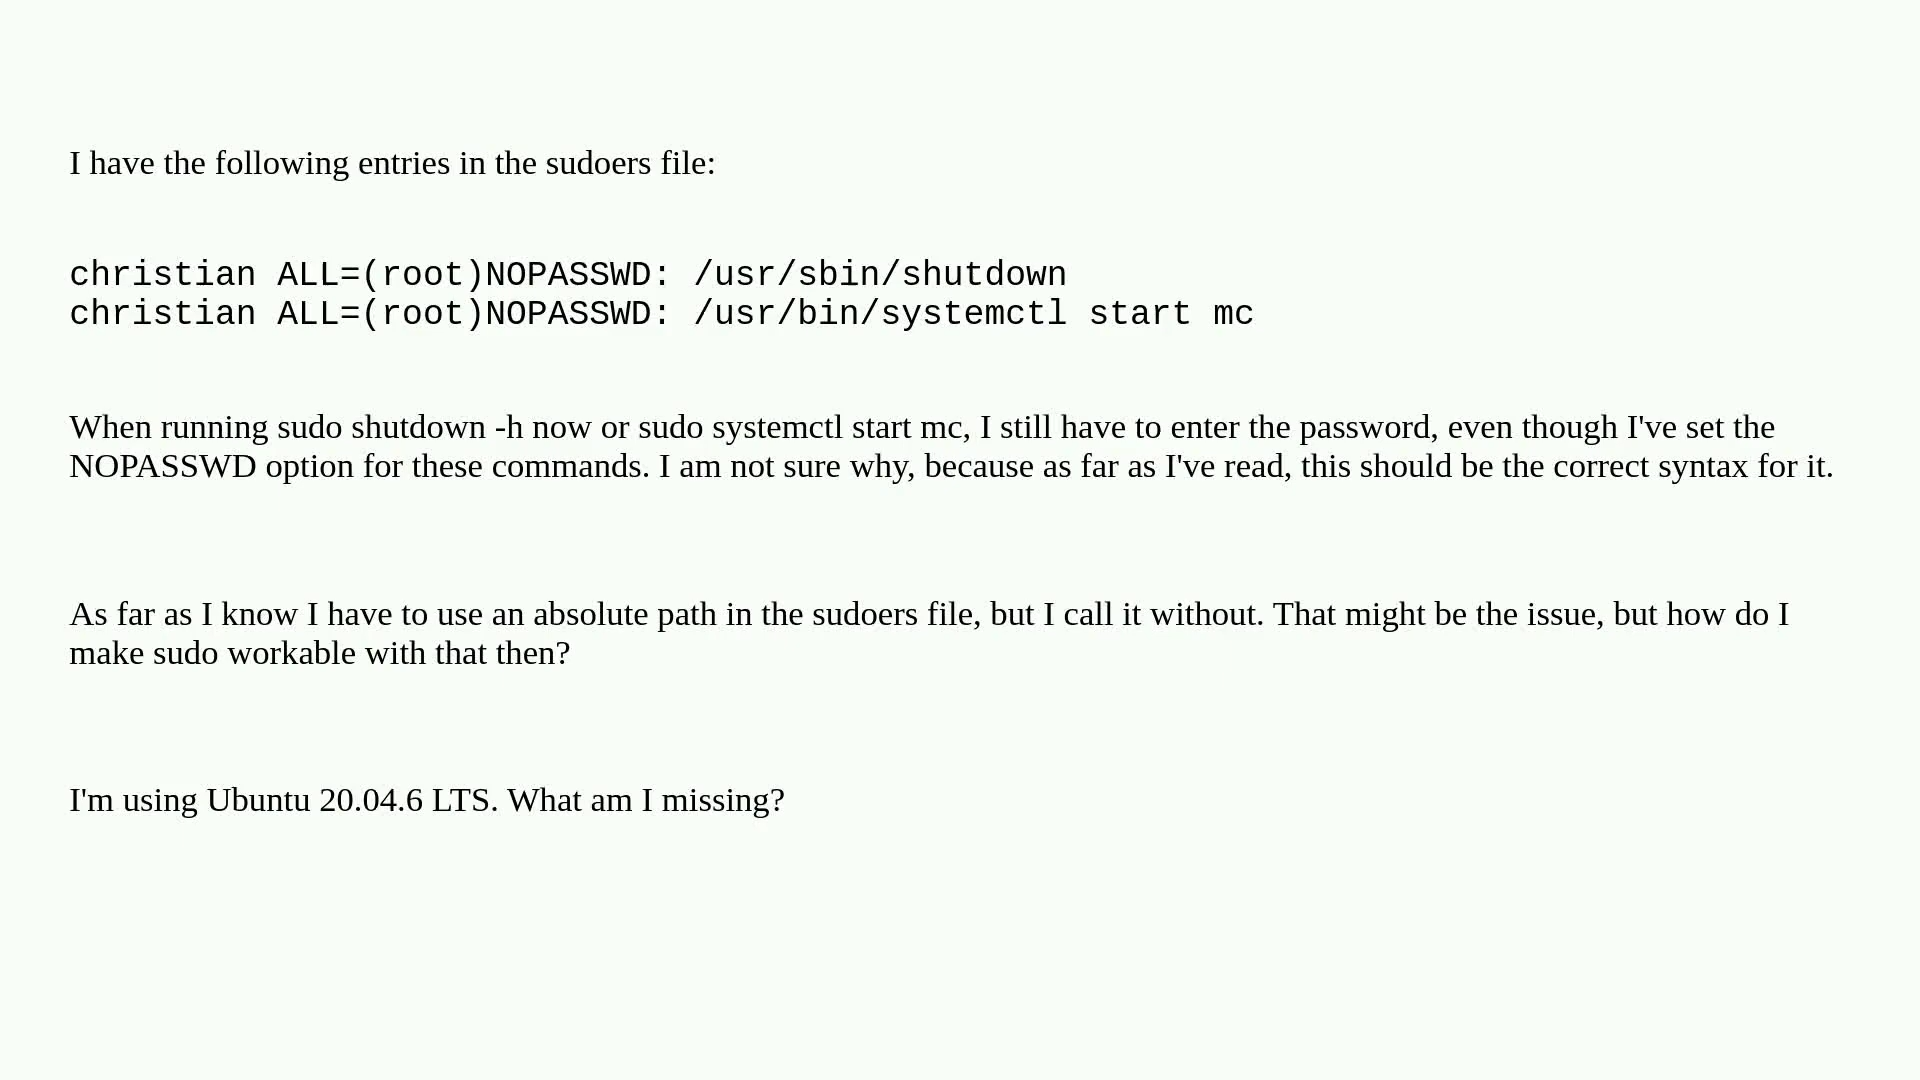 I have the following entries in the sudoers file:
christian ALL=(root)NOPASSWD: /usr/sbin/shutdown
christian ALL=(root)NOPASSWD: /usr/bin/systemctl start mc
When running sudo shutdown -h now or sudo systemctl start mc, I still have to enter the password, even though I've set the
NOPASSWD option for these commands. I am not sure why, because as far as I've read, this should be the correct syntax for it.
As far as I know I have to use an absolute path in the sudoers file, but I call it without. That might be the issue, but how do I
make sudo workable with that then?
I'm using Ubuntu 20.04.6 LTS. What am I missing?